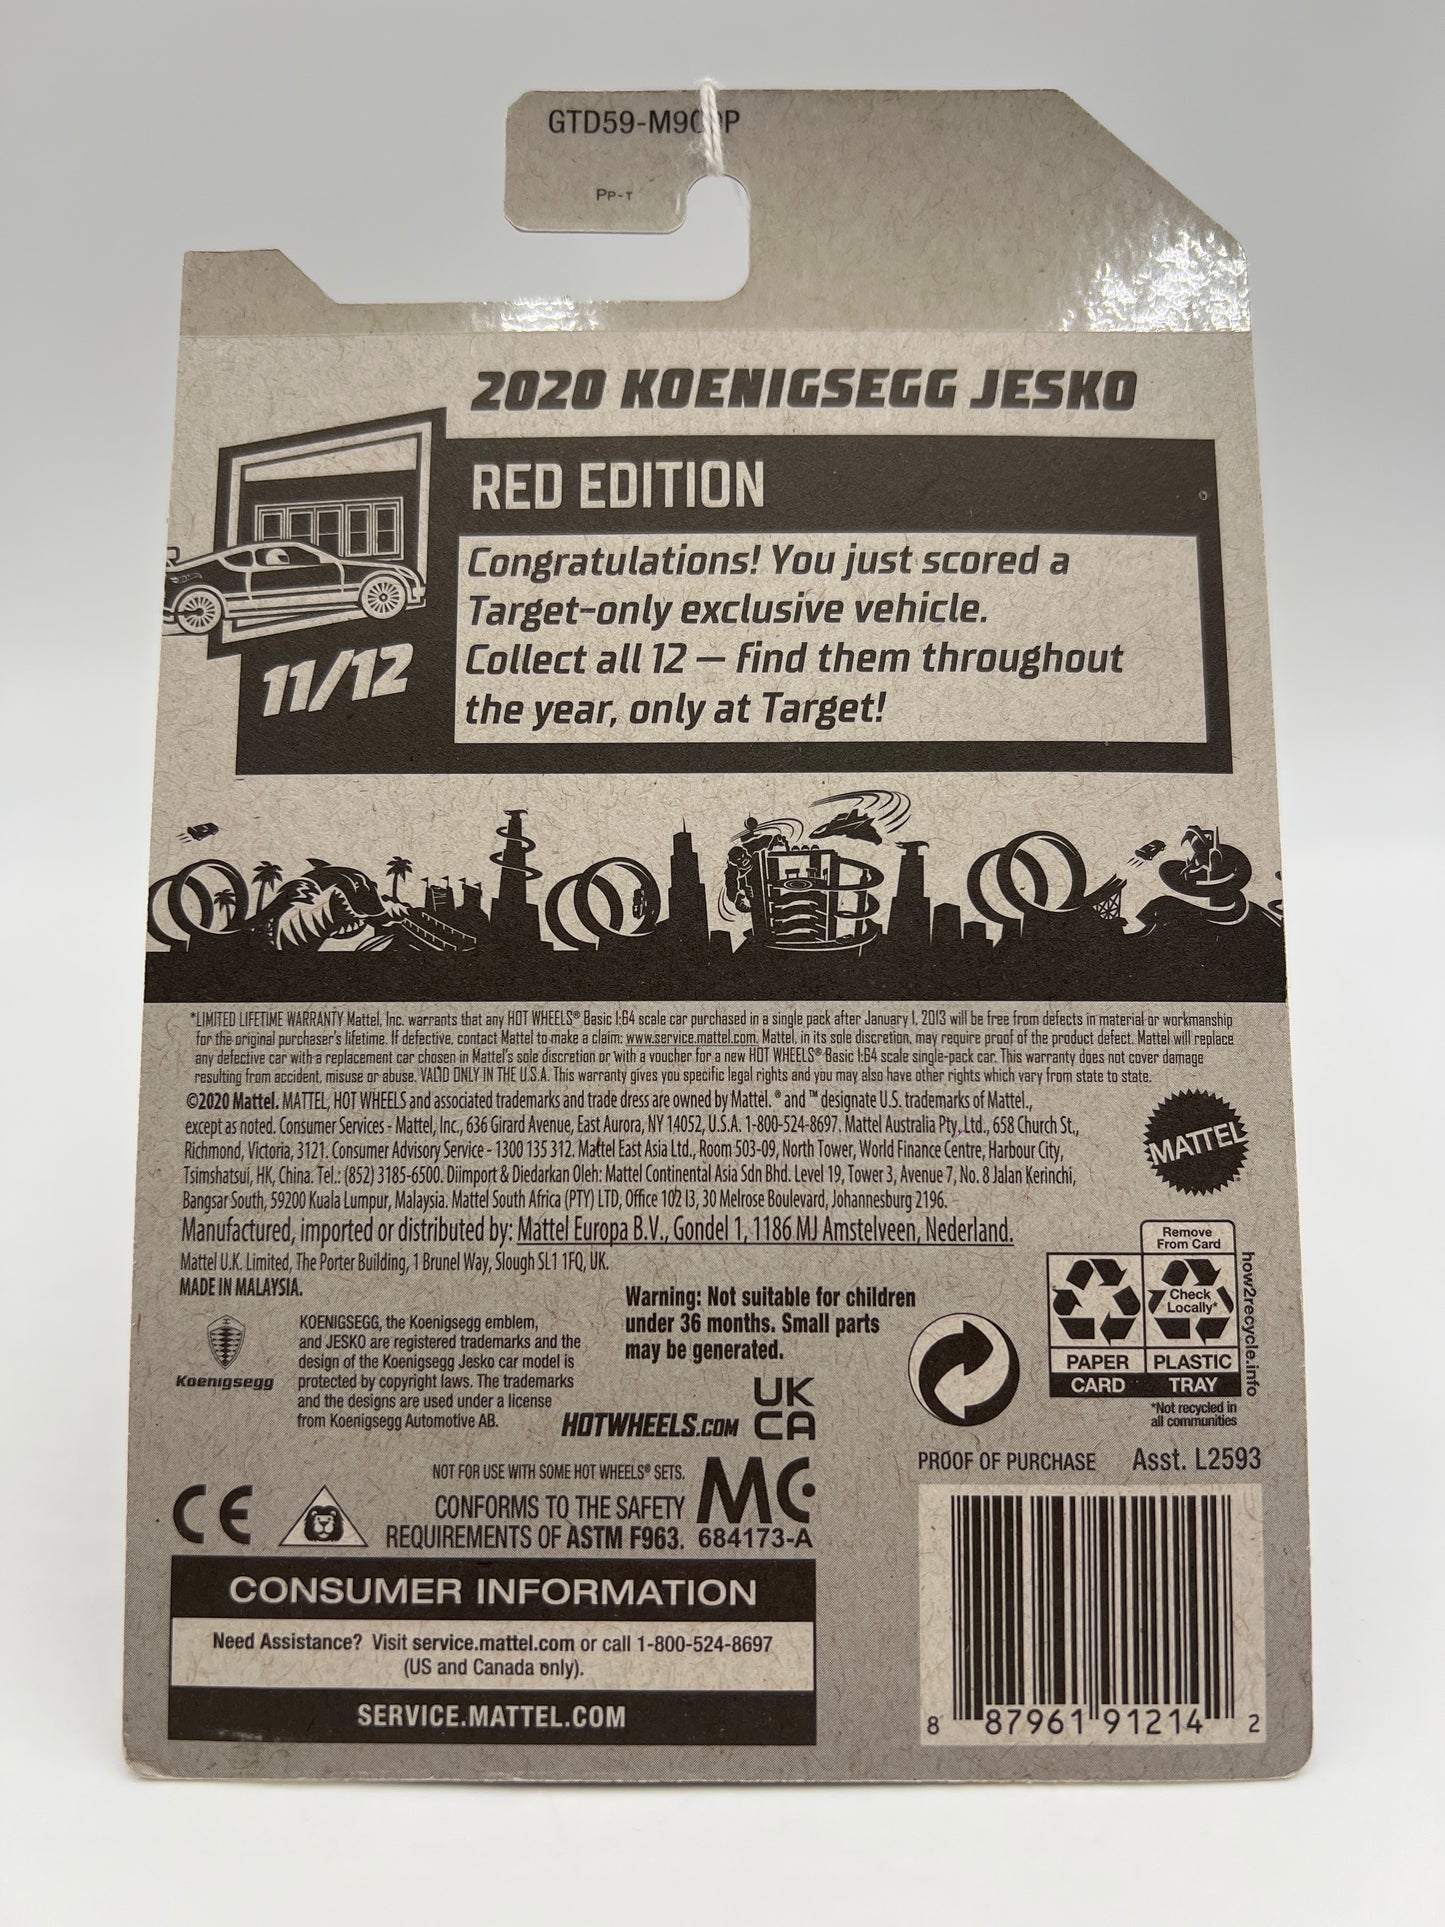 GTD59-M9
P
PP-T
2020 KOENIGSEGG JESKO
RED EDITION
Congratulations! You just scored a
Target-only exclusive vehicle.
Collect all 12 — find them throughout
the year, only at Target!
11/12
*LIMITED LIFETIME WARRANTY Mattel, Inc. warrants that any HOT WHEELS® Basic 1:64 scale car purchased in a single pack after January 1, 2013 will be free from defects in material or workmanship
for the original purchaser's lifetime. If defective, contact Mattel to make a claim: www.service.mattel.com. Mattel, in its sole discretion, may require proof of the product defect. Mattel will replace
any defective car with a replacement car chosen in Mattel's sole discretion or with a voucher for a new HOT WHEELS® Basic 1:64 scale single-pack car. This warranty does not cover damage
resulting from accident, misuse or abuse. VALID ONLY IN THE U.S.A. This warranty gives you specific legal rights and you may also have other rights which vary from state to state.
©2020 Mattel. MATTEL, HOT WHEELS and associated trademarks and trade dress are owned by Mattel. ® and ™ designate U.S. trademarks of Mattel.,
except as noted. Consumer Services - Mattel, Inc., 636 Girard Avenue, East Aurora, NY 14052, U.S.A. 1-800-524-8697. Mattel Australia Pty., Ltd., 658 Church St.,
Richmond, Victoria, 3121. Consumer Advisory Service - 1300 135 312. Mattel East Asia Ltd., Room 503-09, North Tower, World Finance Centre, Harbour City,
Tsimshatsui, HK, China. Tel.: (852) 3185-6500. Diimport & Diedarkan Oleh: Mattel Continental Asia Sdn Bhd. Level 19, Tower 3, Avenue 7, No. 8 Jalan Kerinchi,
Bangsar South, 59200 Kuala Lumpur, Malaysia. Mattel South Africa (PTY) LTD, Office 102 I3, 30 Melrose Boulevard, Johannesburg 2196.
Manufactured, imported or distributed by: Mattel Europa B.V., Gondel 1, 1186 MJ Amstelveen, Nederland.
Mattel U.K. Limited, The Porter Building, 1 Brunel Way, Slough SL1 1FQ, UK.
MADE IN MALAYSIA.
MATTEL®
Koenigsegg
KOENIGSEGG, the Koenigsegg emblem,
and JESKO are registered trademarks and the
design of the Koenigsegg Jesko car model is
protected by copyright laws. The trademarks
and the designs are used under a license
from Koenigsegg Automotive AB.
Warning: Not suitable for children
under 36 months. Small parts
may be generated.
HOTWHEELS.COM
UK
CA
Remove
From Card
Check
Locally*
PAPER
PLASTIC
CARD
TRAY
*Not recycled in
all communities
how2recycle.info
NOT FOR USE WITH SOME HOT WHEELS® SETS.
CE
CONFORMS TO THE SAFETY
REQUIREMENTS OF ASTM F963.
MC
684173-A
PROOF OF PURCHASE
Asst. L2593
8 87961 91214 2
CONSUMER INFORMATION
Need Assistance? Visit service.mattel.com or call 1-800-524-8697
(US and Canada only).
SERVICE.MATTEL.COM